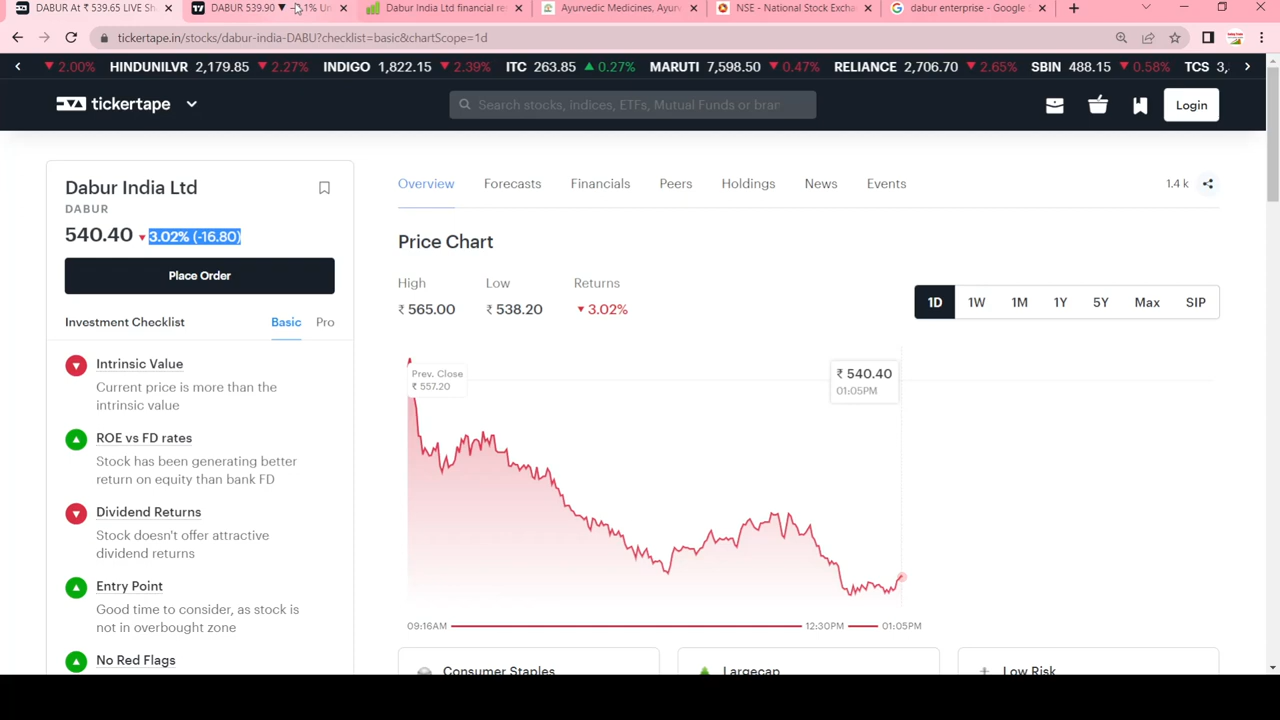 DABUR At ₹ 539.65 LIVE Sh
DABUR 539.90 ▼ −3.1% Un
Dabur India Ltd financial re
Ayurvedic Medicines, Ayurv
NSE - National Stock Exchan
dabur enterprise - Google S
tickertape.in/stocks/dabur-india-DABU?checklist=basic&chartScope=1d
▼ 2.00% HINDUNILVR 2,179.85 ▼ 2.27% INDIGO 1,822.15 ▼ 2.39% ITC 263.85 ▲ 0.27% MARUTI 7,598.50 ▼ 0.47% RELIANCE 2,706.70 ▼ 2.65% SBIN 488.15 ▼ 0.58% TCS 3,
tickertape
Search stocks, indices, ETFs, Mutual Funds or bran
Login
Dabur India Ltd
DABUR
540.40 ▼ 3.02% (-16.80)
Place Order
Investment Checklist Basic Pro
Intrinsic Value
Current price is more than the
intrinsic value
ROE vs FD rates
Stock has been generating better
return on equity than bank FD
Dividend Returns
Stock doesn't offer attractive
dividend returns
Entry Point
Good time to consider, as stock is
not in overbought zone
No Red Flags
Overview Forecasts Financials Peers Holdings News Events 1.4 k
Price Chart
High Low Returns
₹ 565.00 ₹ 538.20 ▼ 3.02%
1D 1W 1M 1Y 5Y Max SIP
Prev. Close
₹ 557.20
₹ 540.40
01:05PM
09:16AM 12:30PM 01:05PM
Consumer Staples Largecap Low Risk